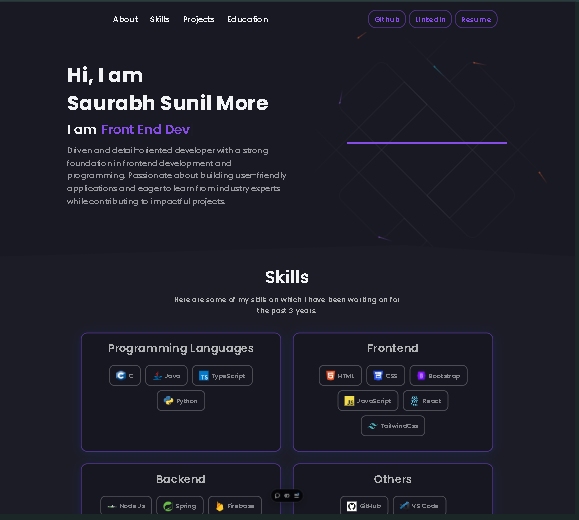 About Skills Projects Education Github LinkedIn Resume
Hi, I am
Saurabh Sunil More
I am Front End Dev
Driven and detail-oriented developer with a strong
foundation in frontend development and
programming. Passionate about building user-friendly
applications and eager to learn from industry experts
while contributing to impactful projects.
Skills
Here are some of my skills on which I have been working on for
the past 3 years.
Programming Languages
C Java TypeScript
Python
Frontend
HTML CSS Bootstrap
JavaScript React
TailwindCss
Backend
Node Js Spring Firebase
Others
GitHub VS Code